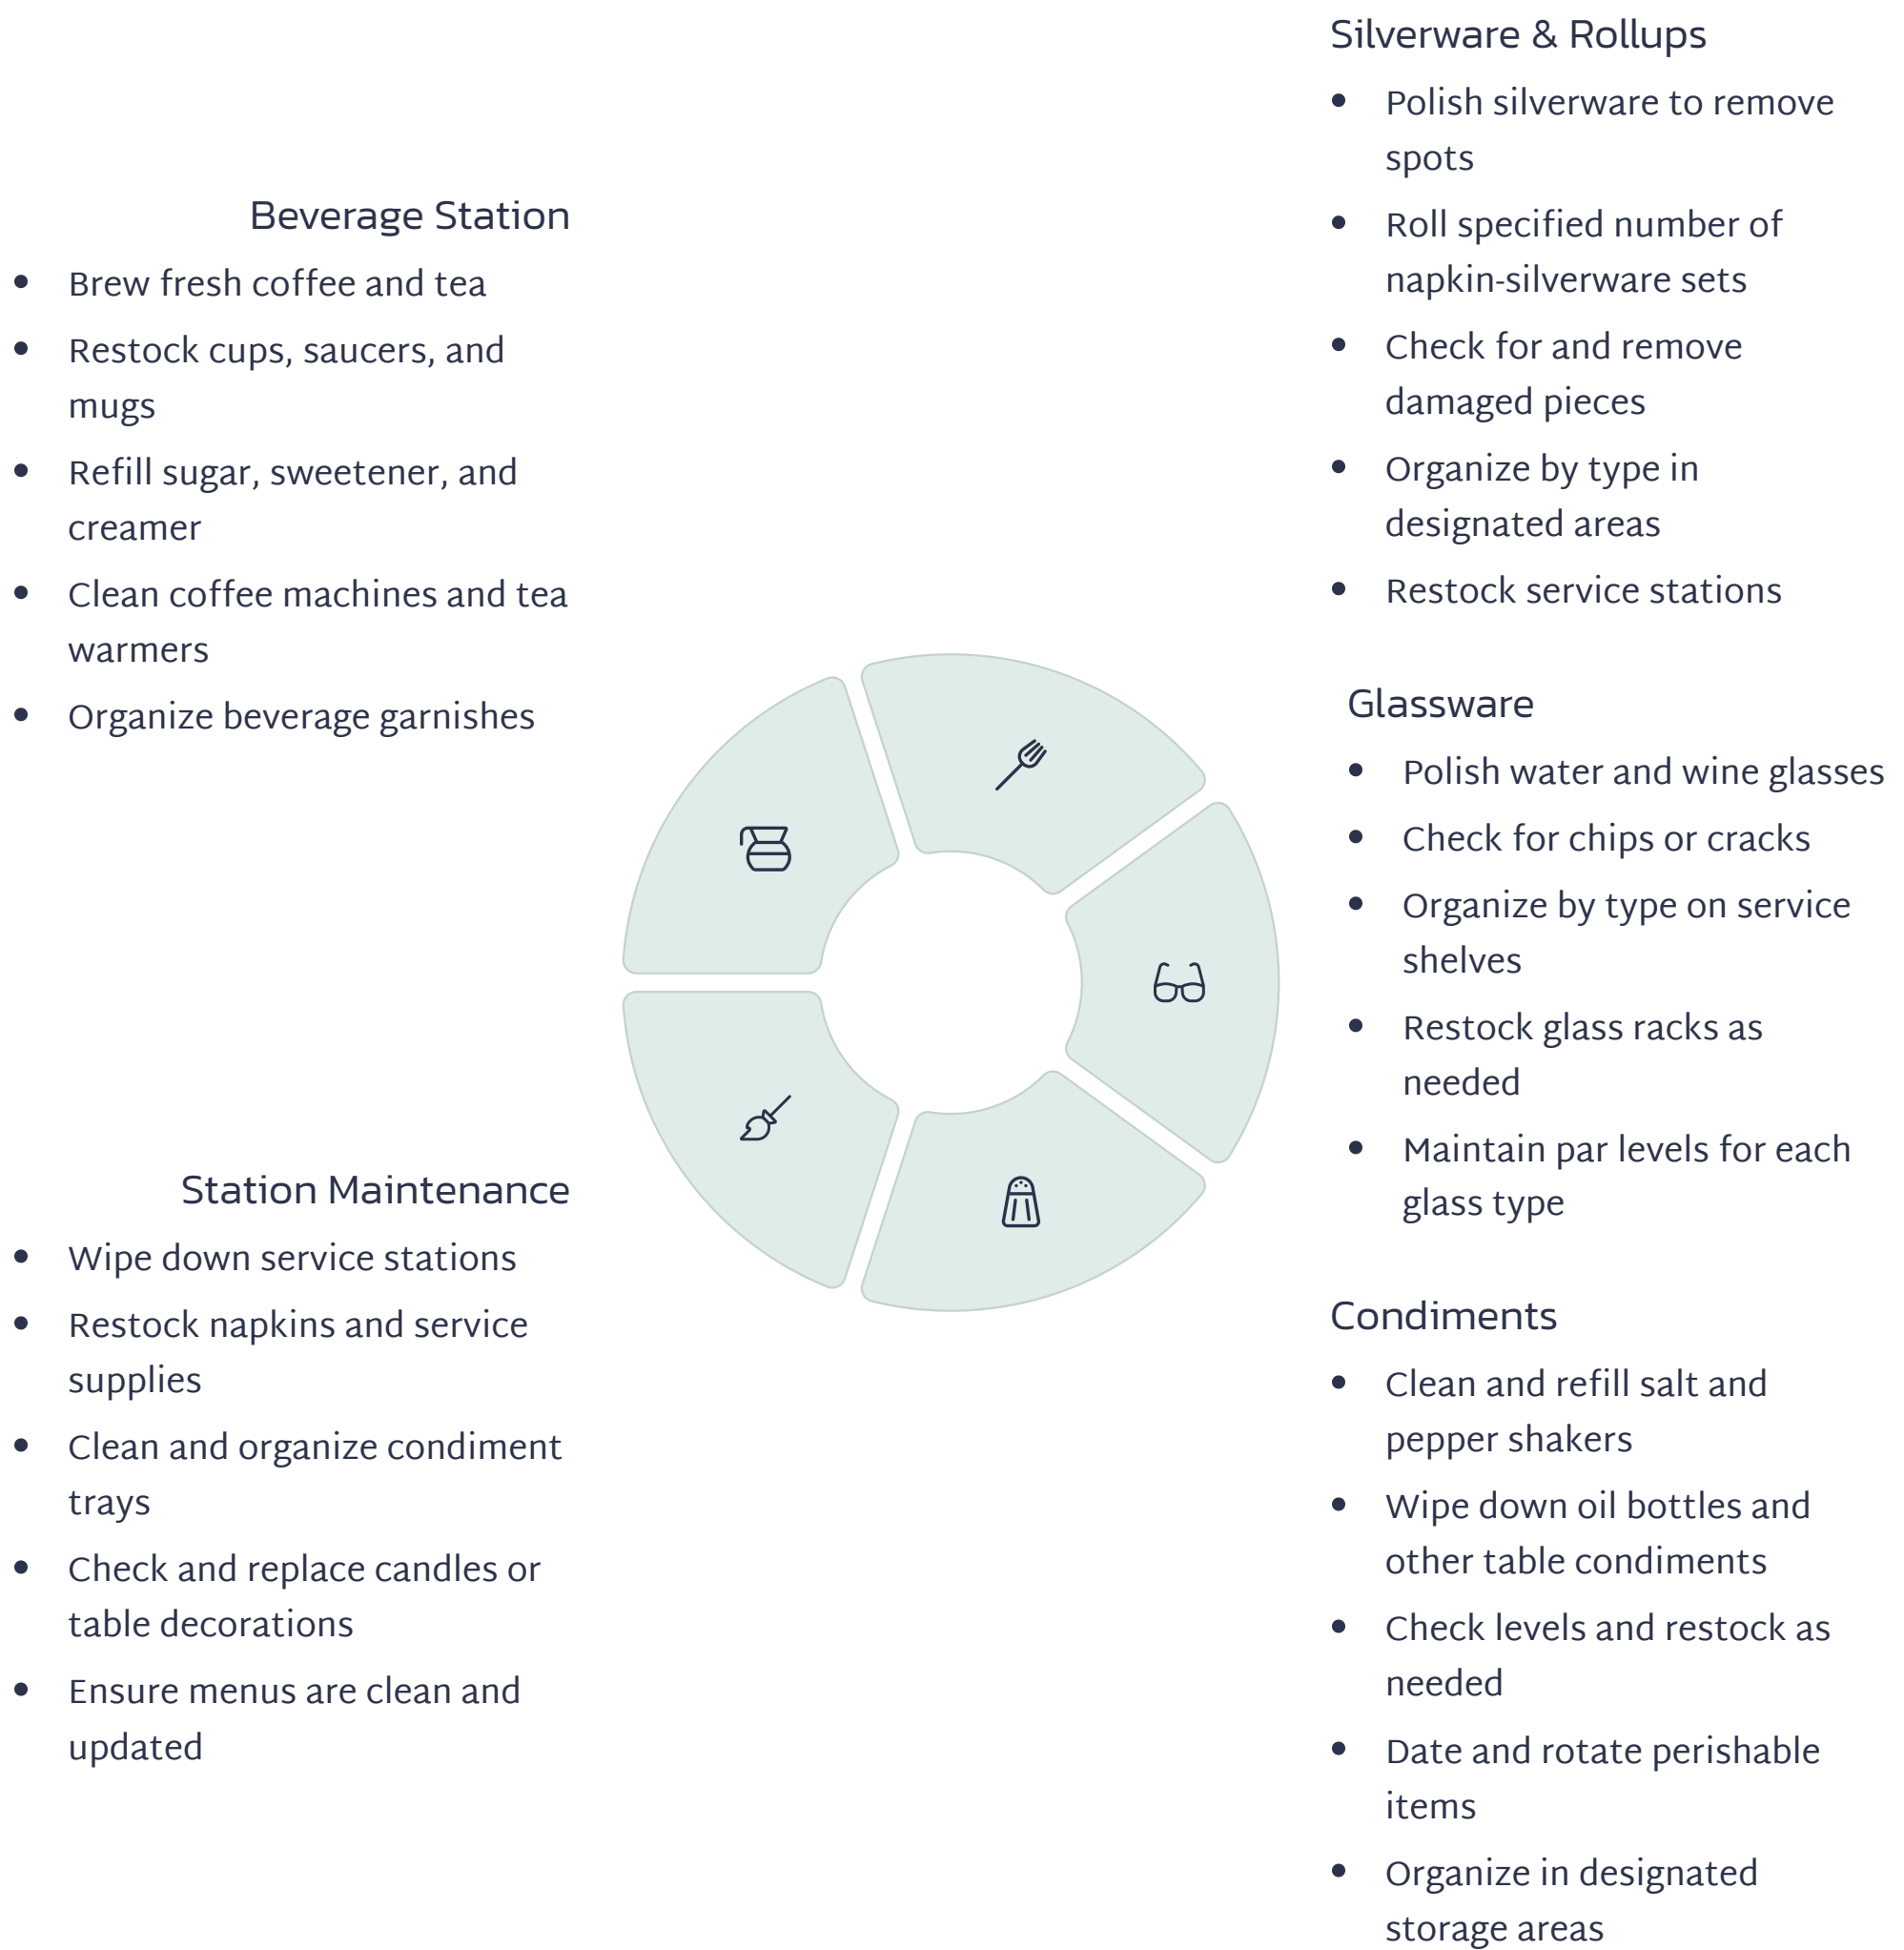 Silverware & Rollups
Polish silverware to remove
spots
Roll specified number of
napkin-silverware sets
Check for and remove
damaged pieces
Organize by type in
designated areas
Restock service stations
Beverage Station
Brew fresh coffee and tea
Restock cups, saucers, and
mugs
Refill sugar, sweetener, and
creamer
Clean coffee machines and tea
warmers
Organize beverage garnishes
Glassware
Polish water and wine glasses
Check for chips or cracks
Organize by type on service
shelves
Restock glass racks as
needed
Maintain par levels for each
glass type
Station Maintenance
Wipe down service stations
Restock napkins and service
supplies
Clean and organize condiment
trays
Check and replace candles or
table decorations
Ensure menus are clean and
updated
Condiments
Clean and refill salt and
pepper shakers
Wipe down oil bottles and
other table condiments
Check levels and restock as
needed
Date and rotate perishable
items
Organize in designated
storage areas